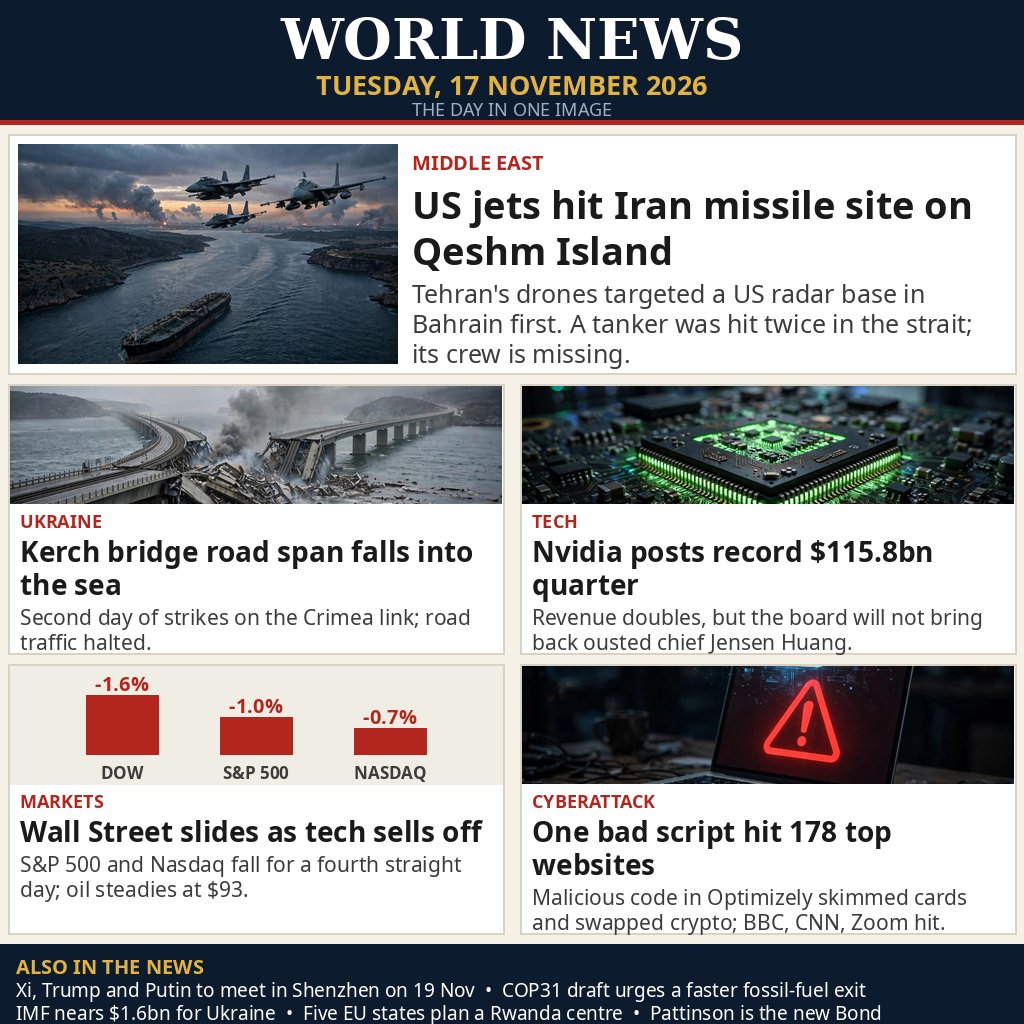 WORLD NEWS
TUESDAY, 17 NOVEMBER 2026
THE DAY IN ONE IMAGE
MIDDLE EAST
US jets hit Iran missile site on
Qeshm Island
Tehran's drones targeted a US radar base in
Bahrain first. A tanker was hit twice in the strait;
its crew is missing.
UKRAINE
Kerch bridge road span falls into
the sea
Second day of strikes on the Crimea link; road
traffic halted.
TECH
Nvidia posts record $115.8bn
quarter
Revenue doubles, but the board will not bring
back ousted chief Jensen Huang.
-1.6%
-1.0%
-0.7%
DOW
S&P 500
NASDAQ
MARKETS
Wall Street slides as tech sells off
S&P 500 and Nasdaq fall for a fourth straight
day; oil steadies at $93.
CYBERATTACK
One bad script hit 178 top
websites
Malicious code in Optimizely skimmed cards
and swapped crypto; BBC, CNN, Zoom hit.
ALSO IN THE NEWS
Xi, Trump and Putin to meet in Shenzhen on 19 Nov • COP31 draft urges a faster fossil-fuel exit
IMF nears $1.6bn for Ukraine • Five EU states plan a Rwanda centre • Pattinson is the new Bond